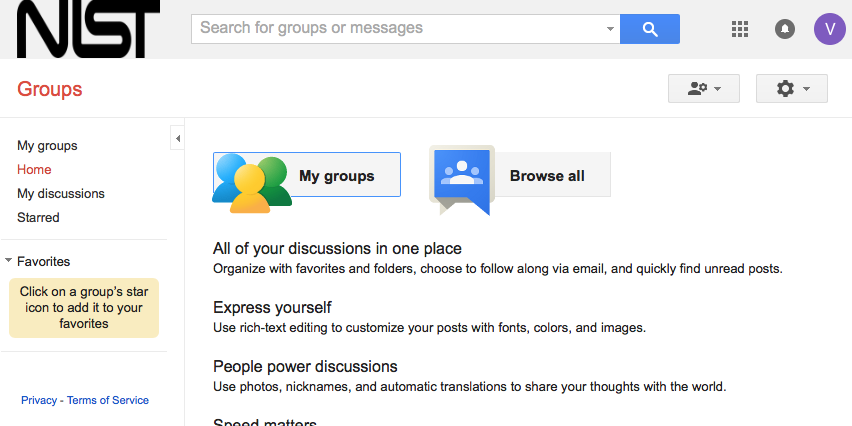 NIST
Search for groups or messages
V
Groups
My groups
Home
My discussions
Starred
Favorites
Click on a group's star
icon to add it to your
favorites
Privacy - Terms of Service
My groups
Browse all
All of your discussions in one place
Organize with favorites and folders, choose to follow along via email, and quickly find unread posts.
Express yourself
Use rich-text editing to customize your posts with fonts, colors, and images.
People power discussions
Use photos, nicknames, and automatic translations to share your thoughts with the world.
Speed matters